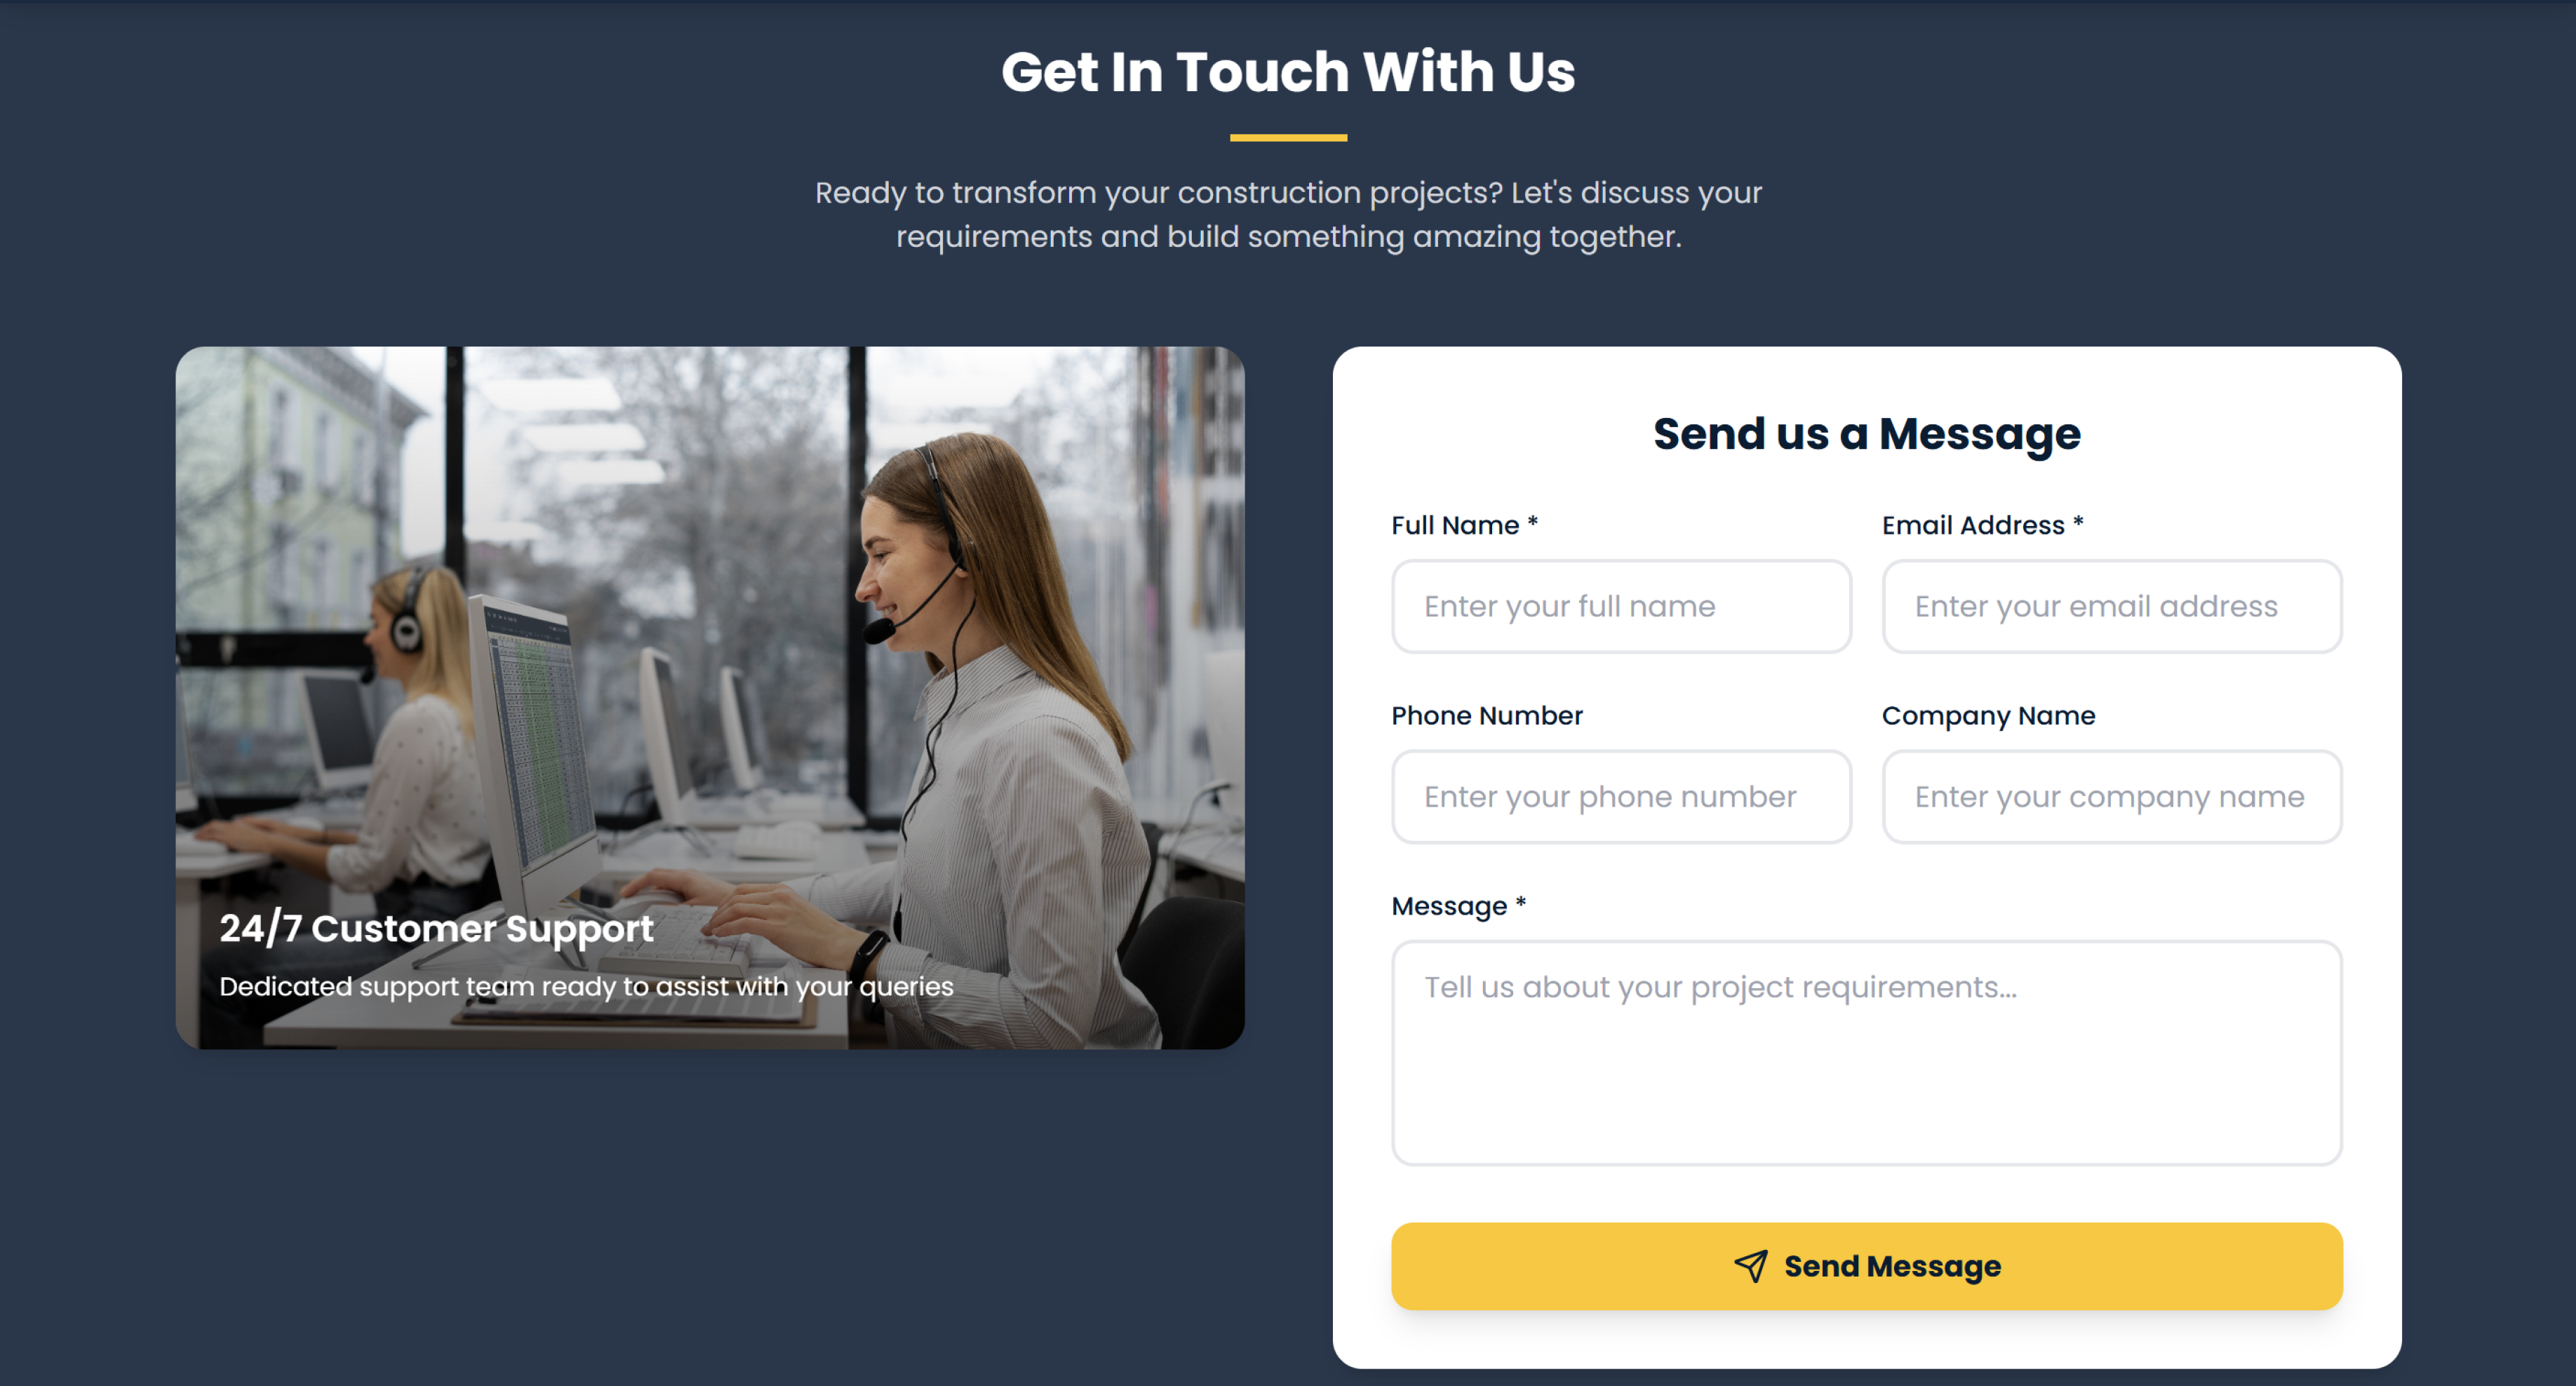 Get In Touch With Us
Ready to transform your construction projects? Let's discuss your
requirements and build something amazing together.
24/7 Customer Support
Dedicated support team ready to assist with your queries
Send us a Message
Full Name *
Email Address *
Enter your full name
Enter your email address
Phone Number
Company Name
Enter your phone number
Enter your company name
Message *
Tell us about your project requirements...
Send Message